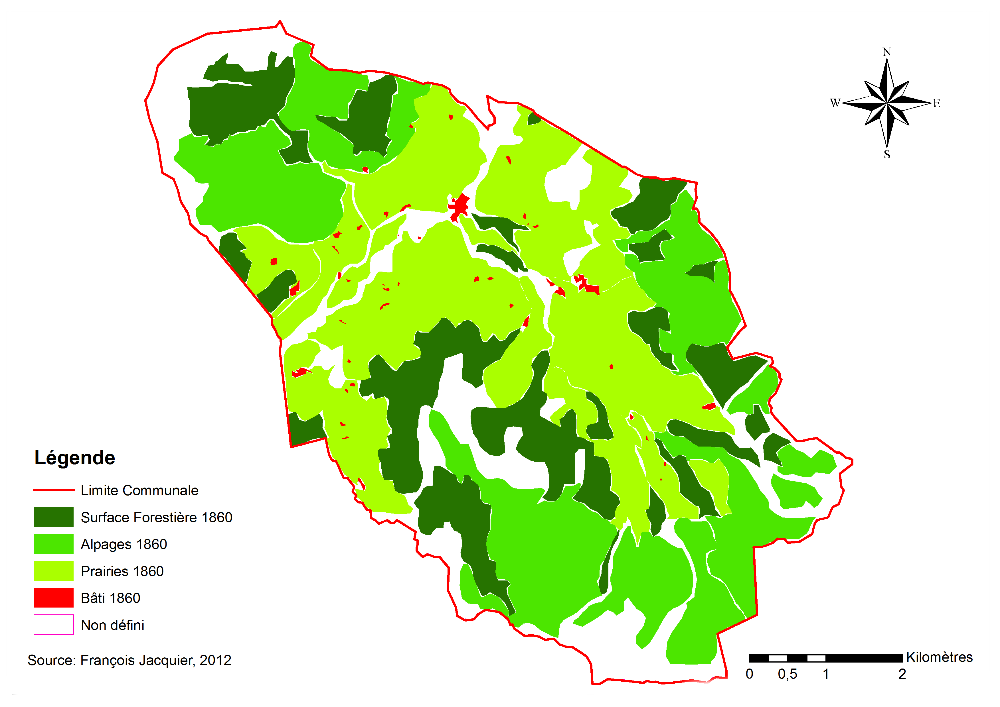 N
W
E
S
Légende
Limite Communale
Surface Forestière 1860
Alpages 1860
Prairies 1860
Bâti 1860
Non défini
Source: François Jacquier, 2012
Kilomètres
0 0,5 1 2